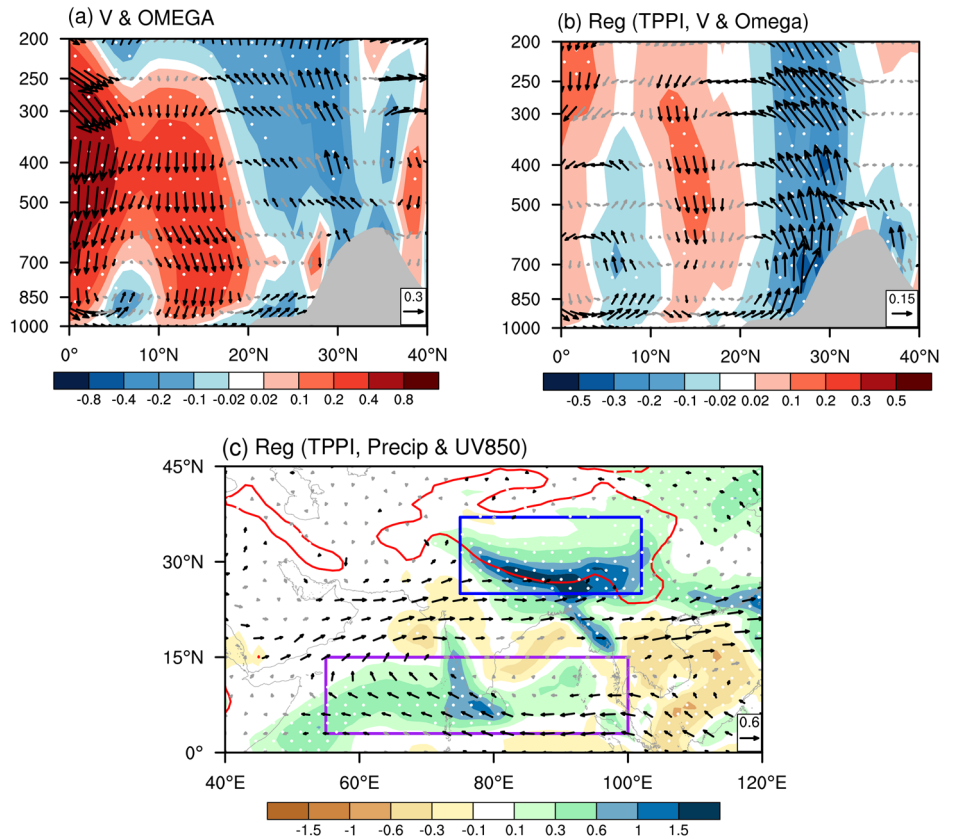 (a) V & OMEGA
200
250
300
400
500
700
850
1000
0° 10°N 20°N 30°N 40°N
0.3
-0.8 -0.4 -0.2 -0.1 -0.02 0.02 0.1 0.2 0.4 0.8
(b) Reg (TPPI, V & Omega)
200
250
300
400
500
700
850
1000
0° 10°N 20°N 30°N 40°N
0.15
-0.5 -0.3 -0.2 -0.1 -0.02 0.02 0.1 0.2 0.3 0.5
(c) Reg (TPPI, Precip & UV850)
45°N
30°N
15°N
0°
0.6
40°E 60°E 80°E 100°E 120°E
-1.5 -1 -0.6 -0.3 -0.1 0.1 0.3 0.6 1 1.5